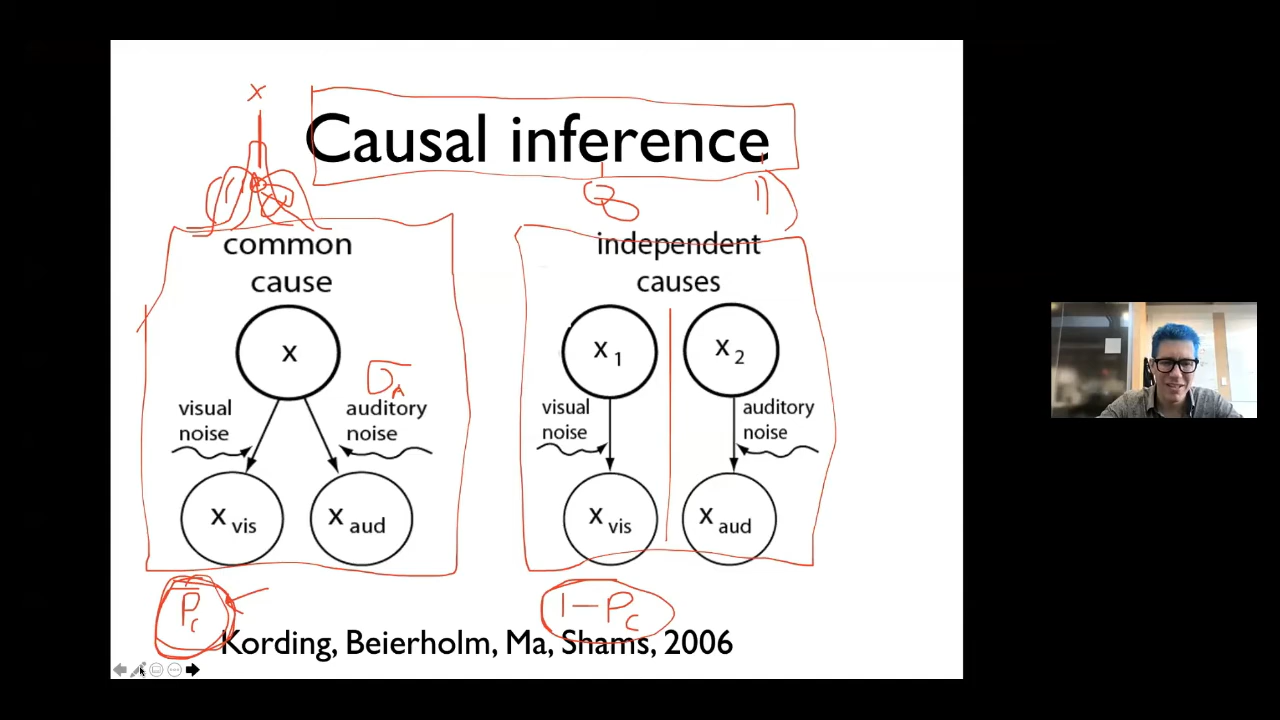 x
Causal inference
common
cause
independent
causes
x
x 1
x 2
σA
visual
noise
auditory
noise
visual
noise
auditory
noise
x vis
x aud
x vis
x aud
Pc
1-Pc
Kording, Beierholm, Ma, Shams, 2006